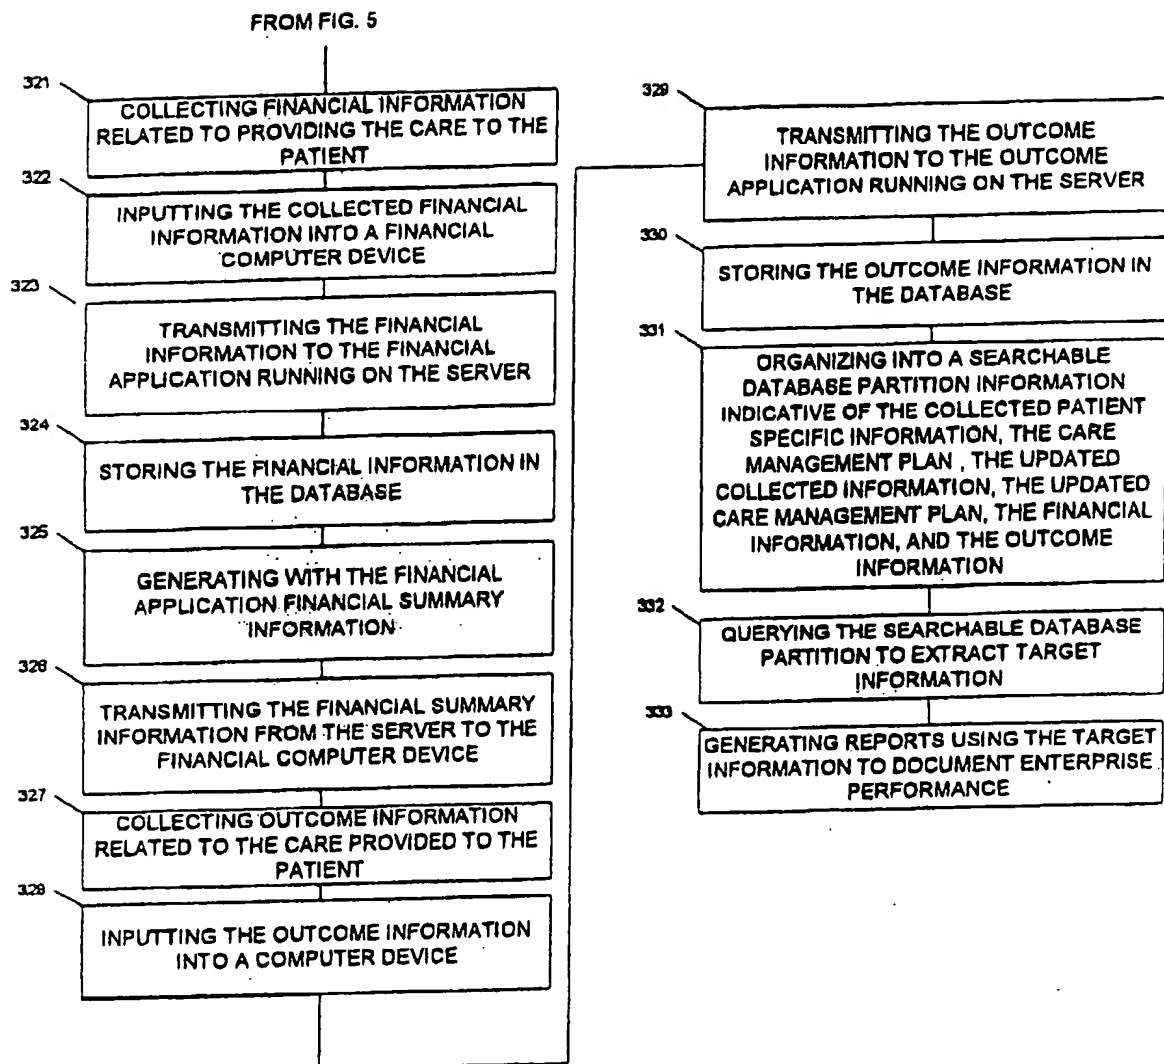 FROM FIG. 5
321
COLLECTING FINANCIAL INFORMATION
RELATED TO PROVIDING THE CARE TO THE
PATIENT
322
INPUTTING THE COLLECTED FINANCIAL
INFORMATION INTO A FINANCIAL
COMPUTER DEVICE
323
TRANSMITTING THE FINANCIAL
INFORMATION TO THE FINANCIAL
APPLICATION RUNNING ON THE SERVER
324
STORING THE FINANCIAL INFORMATION IN
THE DATABASE
325
GENERATING WITH THE FINANCIAL
APPLICATION FINANCIAL SUMMARY
INFORMATION
326
TRANSMITTING THE FINANCIAL SUMMARY
INFORMATION FROM THE SERVER TO THE
FINANCIAL COMPUTER DEVICE
327
COLLECTING OUTCOME INFORMATION
RELATED TO THE CARE PROVIDED TO THE
PATIENT
328
INPUTTING THE OUTCOME INFORMATION
INTO A COMPUTER DEVICE
329
TRANSMITTING THE OUTCOME
INFORMATION TO THE OUTCOME
APPLICATION RUNNING ON THE SERVER
330
STORING THE OUTCOME INFORMATION IN
THE DATABASE
331
ORGANIZING INTO A SEARCHABLE
DATABASE PARTITION INFORMATION
INDICATIVE OF THE COLLECTED PATIENT
SPECIFIC INFORMATION, THE CARE
MANAGEMENT PLAN , THE UPDATED
COLLECTED INFORMATION, THE UPDATED
CARE MANAGEMENT PLAN, THE FINANCIAL
INFORMATION, AND THE OUTCOME
INFORMATION
332
QUERYING THE SEARCHABLE DATABASE
PARTITION TO EXTRACT TARGET
INFORMATION
333
GENERATING REPORTS USING THE TARGET
INFORMATION TO DOCUMENT ENTERPRISE
PERFORMANCE